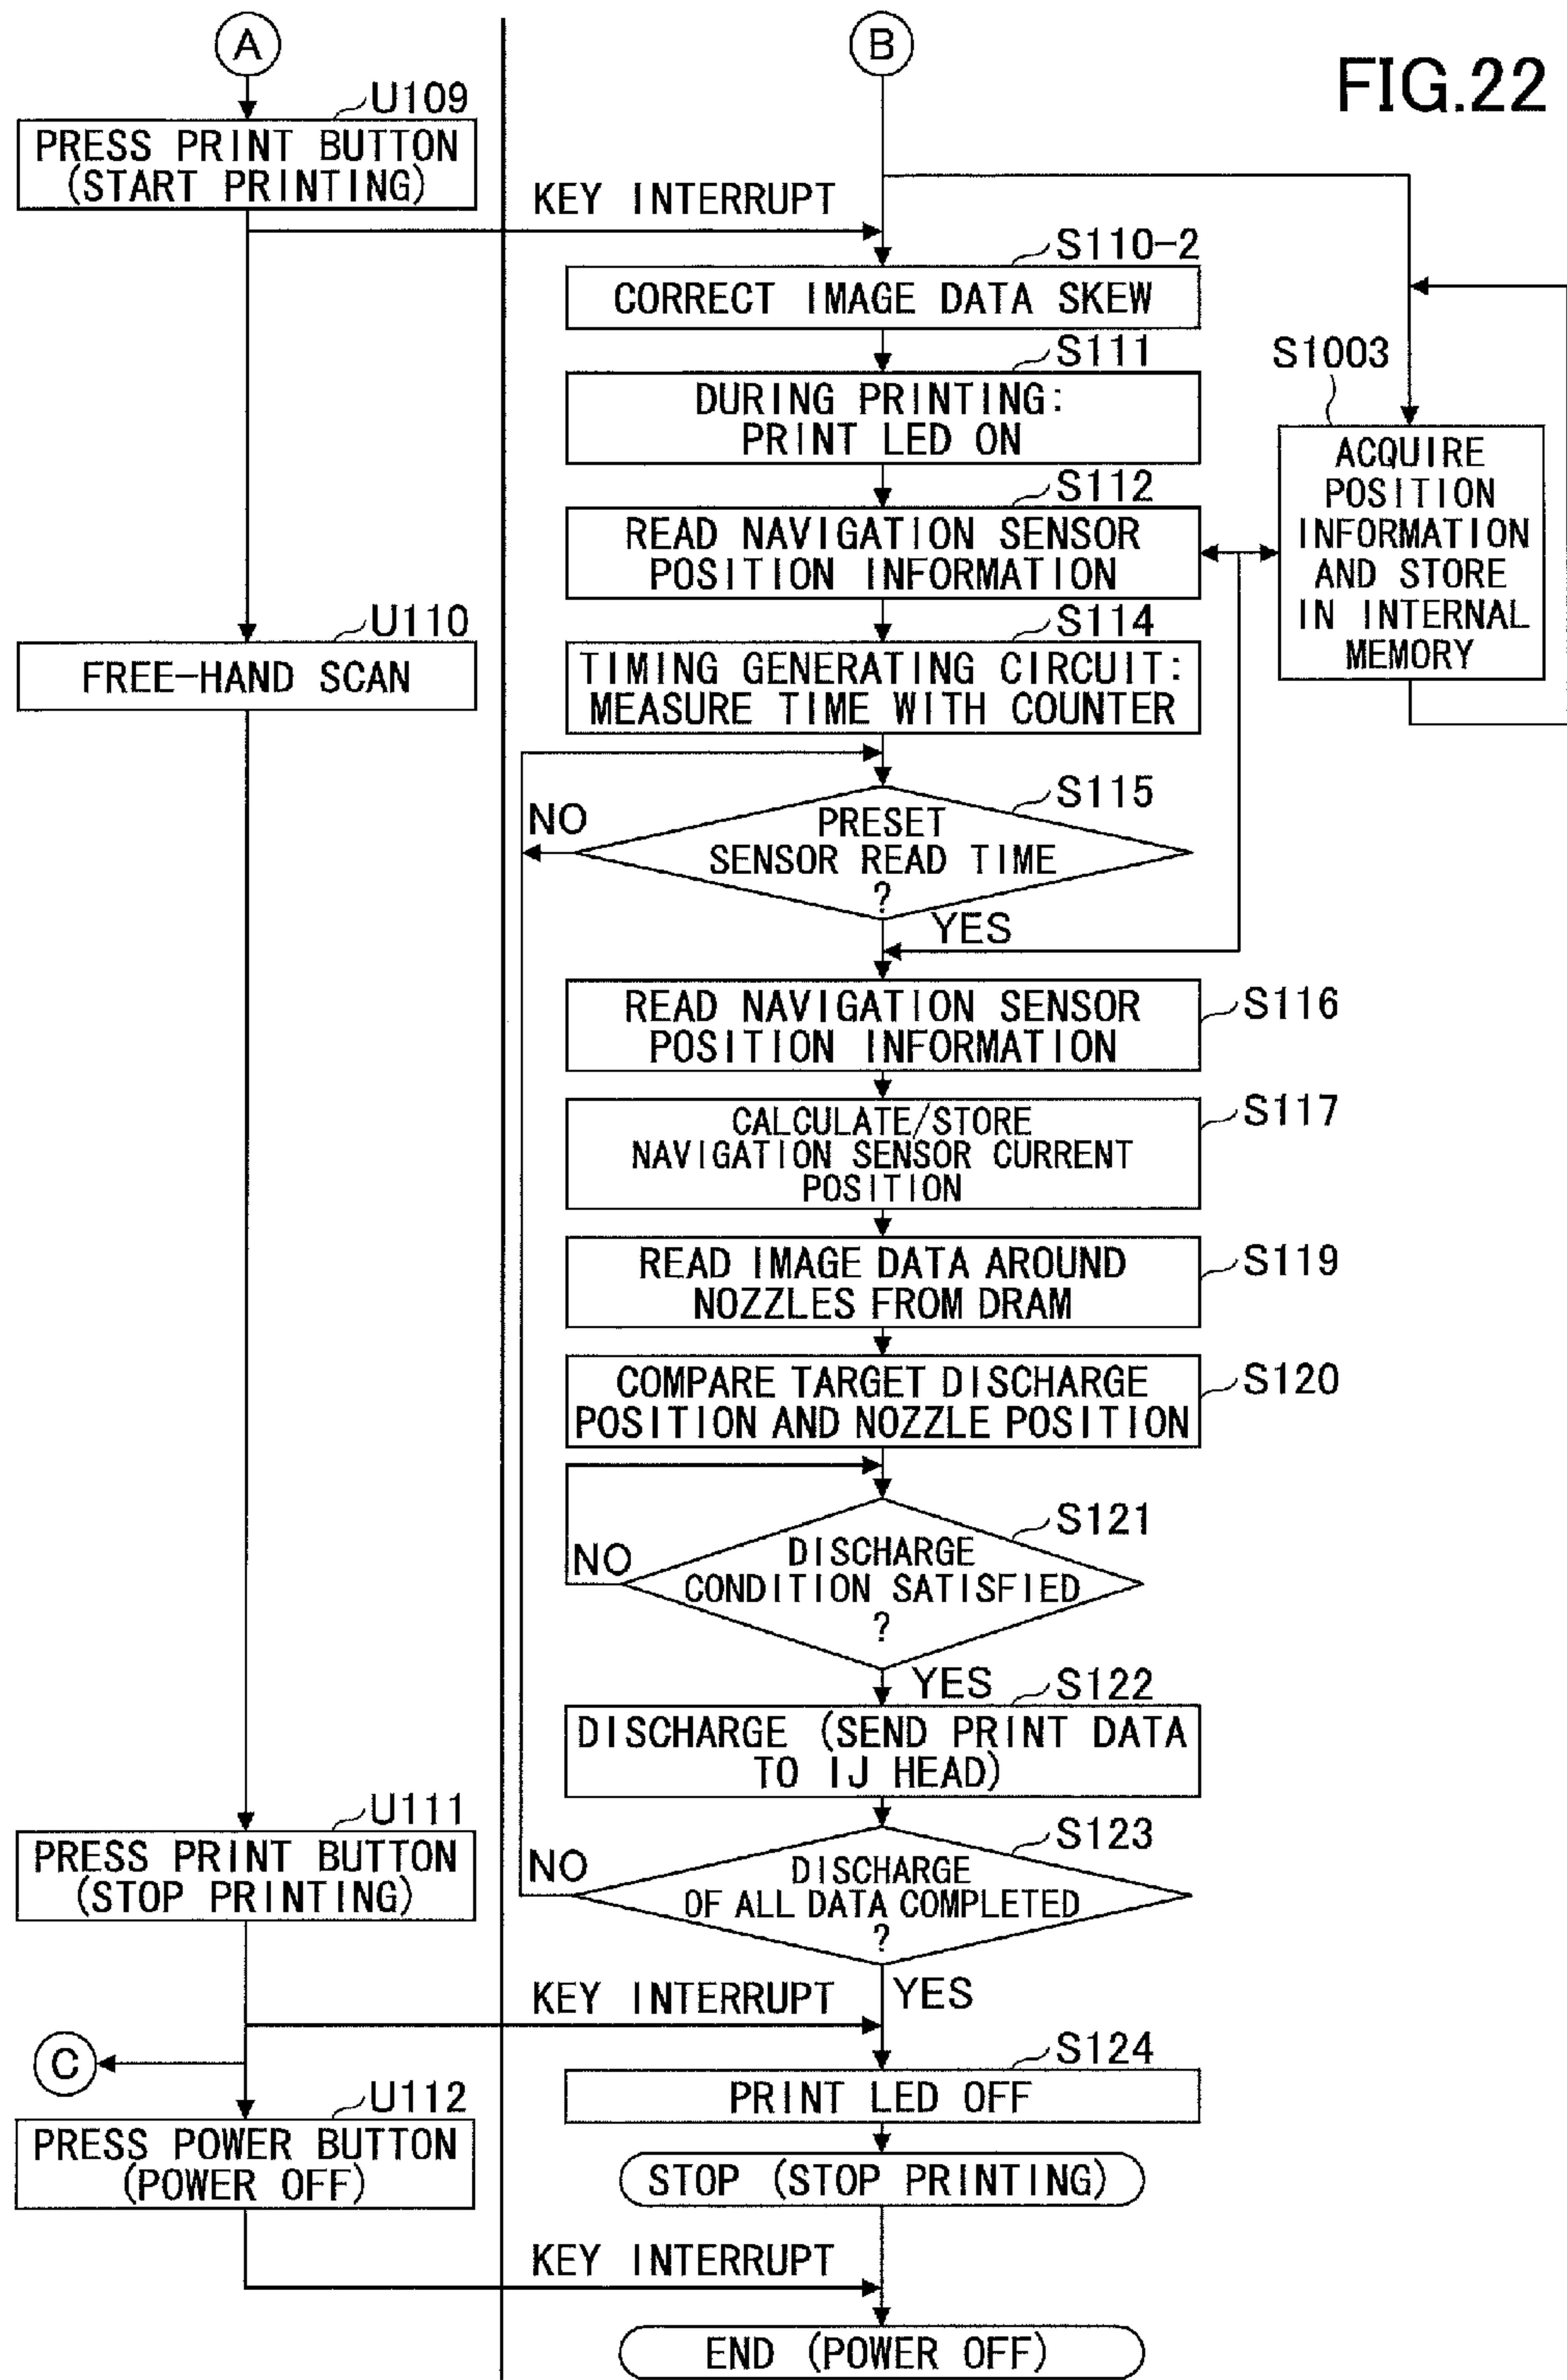 FIG.22
A
U109
PRESS PRINT BUTTON
(START PRINTING)
U110
FREE-HAND SCAN
U111
PRESS PRINT BUTTON
(STOP PRINTING)
C
U112
PRESS POWER BUTTON
(POWER OFF)
B
KEY INTERRUPT
S110-2
CORRECT IMAGE DATA SKEW
S111
DURING PRINTING:
PRINT LED ON
S112
READ NAVIGATION SENSOR
POSITION INFORMATION
S1003
ACQUIRE
POSITION
INFORMATION
AND STORE
IN INTERNAL
MEMORY
S114
TIMING GENERATING CIRCUIT:
MEASURE TIME WITH COUNTER
S115
PRESET
SENSOR READ TIME
?
NO
YES
S116
READ NAVIGATION SENSOR
POSITION INFORMATION
S117
CALCULATE/STORE
NAVIGATION SENSOR CURRENT
POSITION
S119
READ IMAGE DATA AROUND
NOZZLES FROM DRAM
S120
COMPARE TARGET DISCHARGE
POSITION AND NOZZLE POSITION
S121
DISCHARGE
CONDITION SATISFIED
?
NO
YES
S122
DISCHARGE (SEND PRINT DATA
TO IJ HEAD)
S123
DISCHARGE
OF ALL DATA COMPLETED
?
NO
YES
KEY INTERRUPT
S124
PRINT LED OFF
STOP (STOP PRINTING)
KEY INTERRUPT
END (POWER OFF)